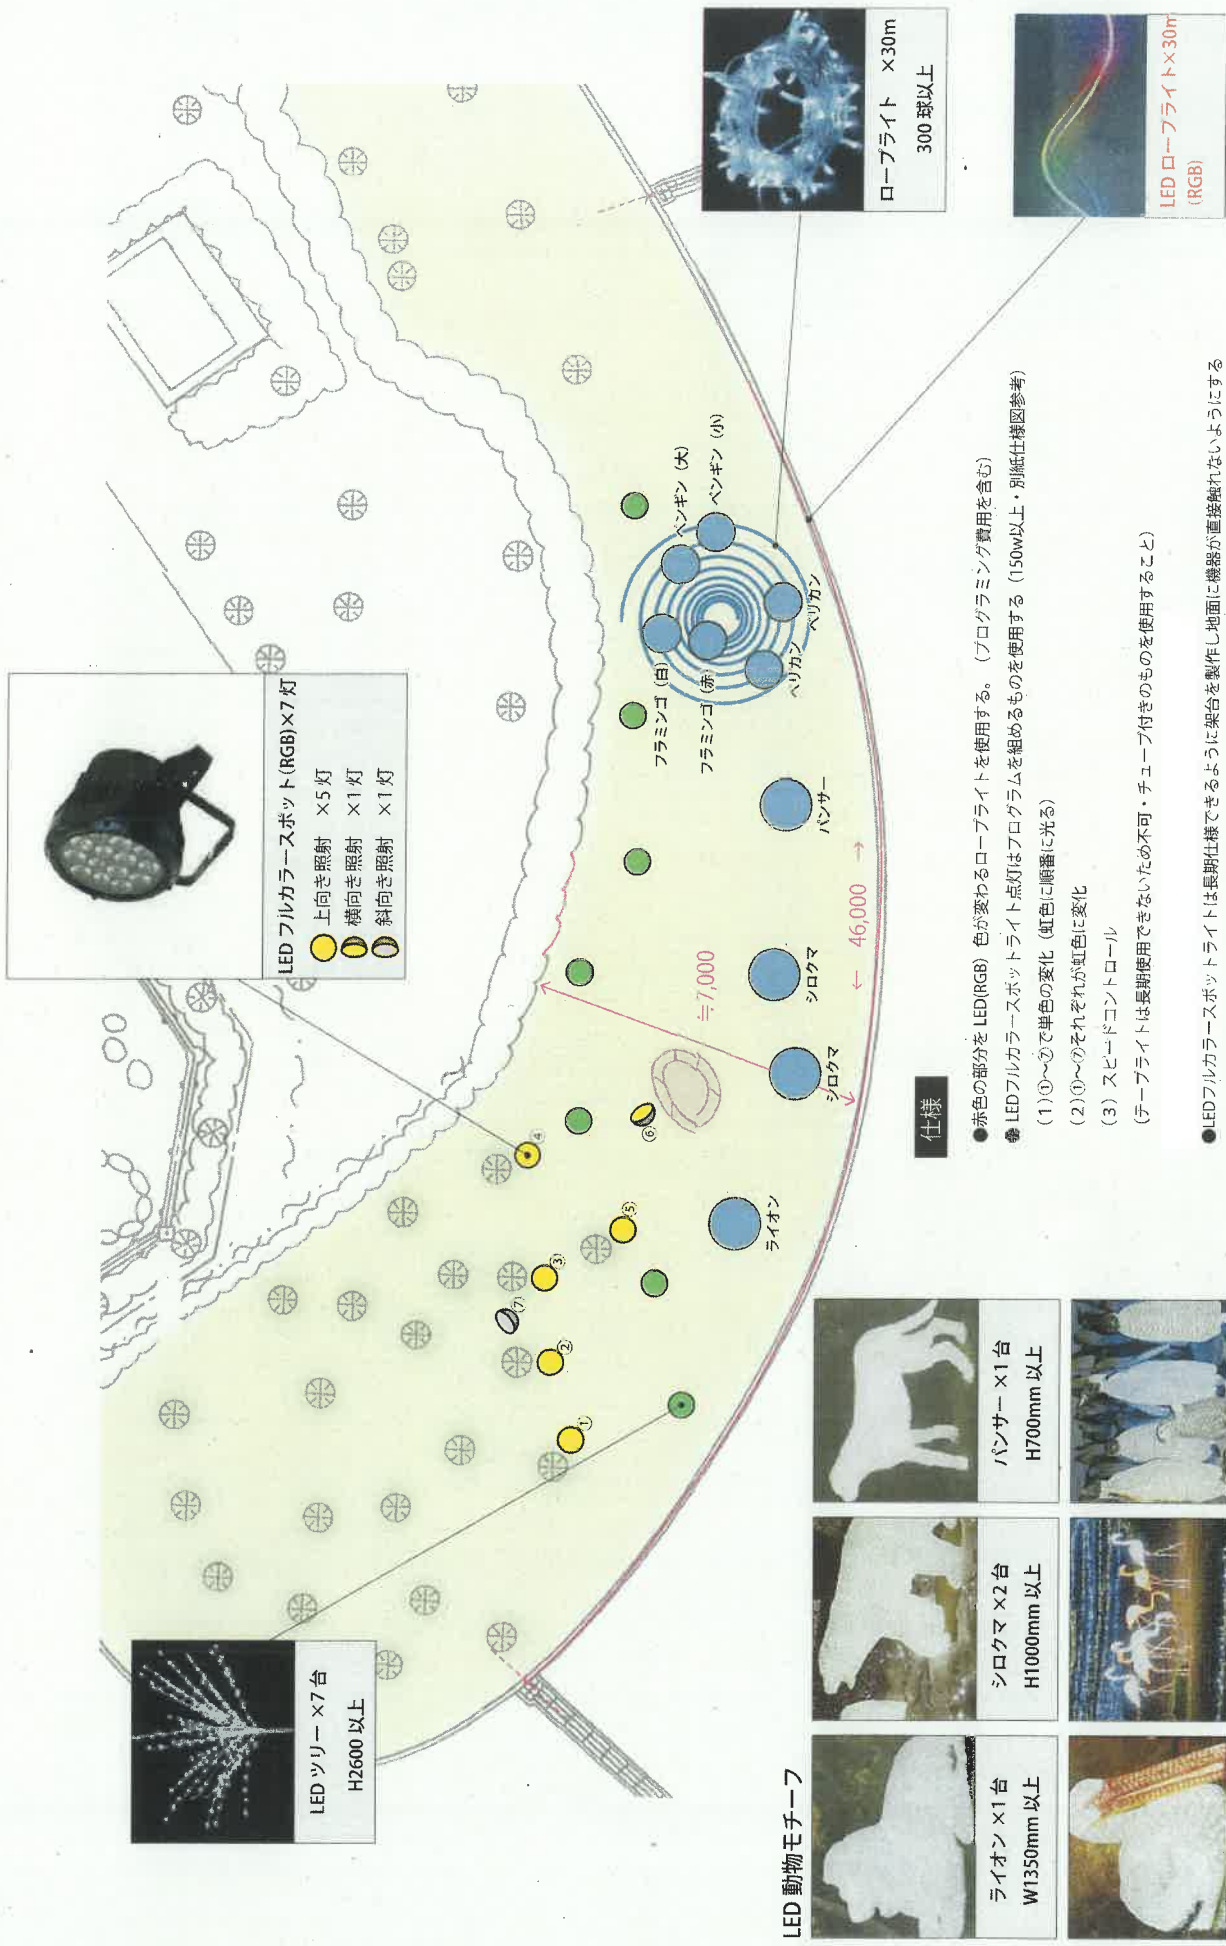 LED ツリー ×7 台
H2600 以上
LED フルカラースポット(RGB)×7 灯
上向き照射 ×5 灯
横向き照射 ×1 灯
斜向き照射 ×1 灯
ロープライト ×30m
300 球以上
LED ロープライト×30m
(RGB)
①
②
③
④
⑤
⑥
⑦
ライオン
シロクマ
シロクマ
パンサー
フラミンゴ（白）
フラミンゴ（赤）
ペンギン（大）
ペンギン（小）
ペリカン
ペリカン
≒7,000
← 46,000 →
LED 動物モチーフ
ライオン ×1 台
W1350mm 以上
シロクマ ×2 台
H1000mm 以上
パンサー ×1 台
H700mm 以上
仕様
●赤色の部分を LED(RGB) 色が変わるロープライトを使用する。（プログラミング費用を含む）
LEDフルカラースポットライト点灯はプログラムを組めるものを使用する（150w以上・別紙仕様図参考）
(1)①～⑦で単色の変化（虹色に順番に光る）
(2)①～⑦それぞれが虹色に変化
(3) スピードコントロール
(テープライトは長期使用できないため不可・チューブ付きのものを使用すること)
●LEDフルカラースポットライトは長期仕様できるように架台を製作し地面に機器が直接触れないようにする